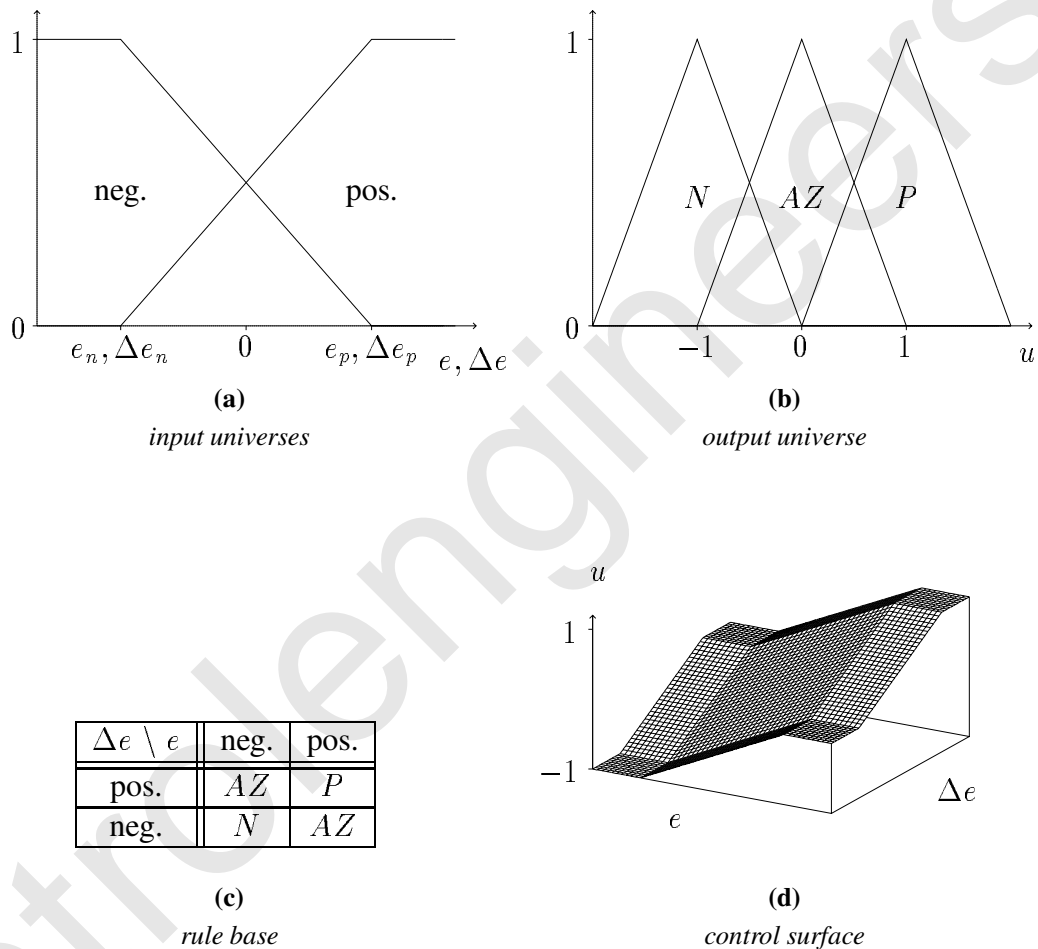 1
0
neg.
pos.
e_n, Δe_n
0
e_p, Δe_p
e, Δe
(a)
input universes
1
0
N
AZ
P
−1
0
1
u
(b)
output universe
Δe \ e neg. pos.
pos. AZ P
neg. N AZ
(c)
rule base
u
1
−1
e
Δe
(d)
control surface
trolengineers